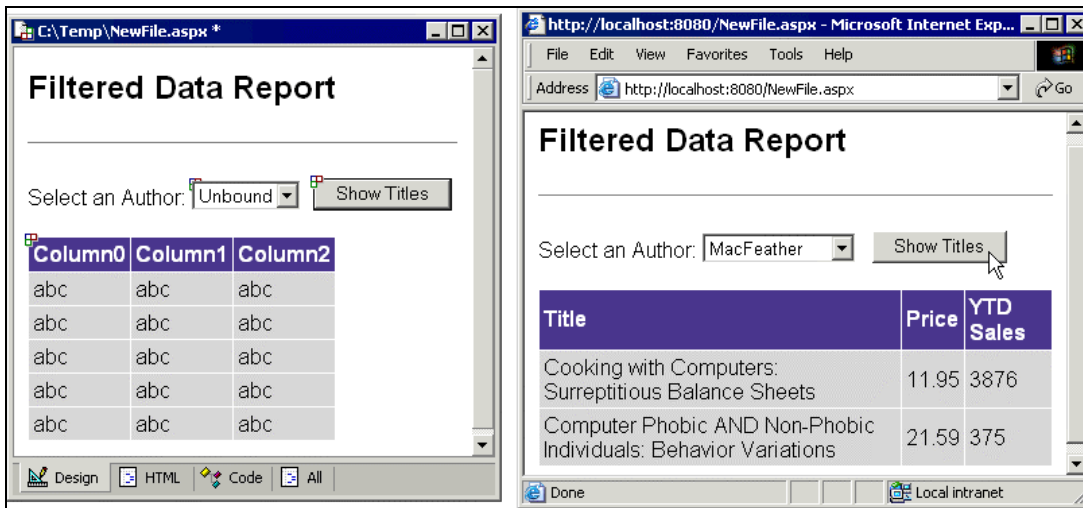 C:\Temp\NewFile.aspx *
Filtered Data Report
Select an Author: Unbound Show Titles
Column0 Column1 Column2
abc abc abc
abc abc abc
abc abc abc
abc abc abc
abc abc abc
Design HTML Code All
http://localhost:8080/NewFile.aspx - Microsoft Internet Exp...
File Edit View Favorites Tools Help
Address http://localhost:8080/NewFile.aspx Go
Filtered Data Report
Select an Author: MacFeather Show Titles
Title Price YTD
Sales
Cooking with Computers:
Surreptitious Balance Sheets 11.95 3876
Computer Phobic AND Non-Phobic
Individuals: Behavior Variations 21.59 375
Done Local intranet